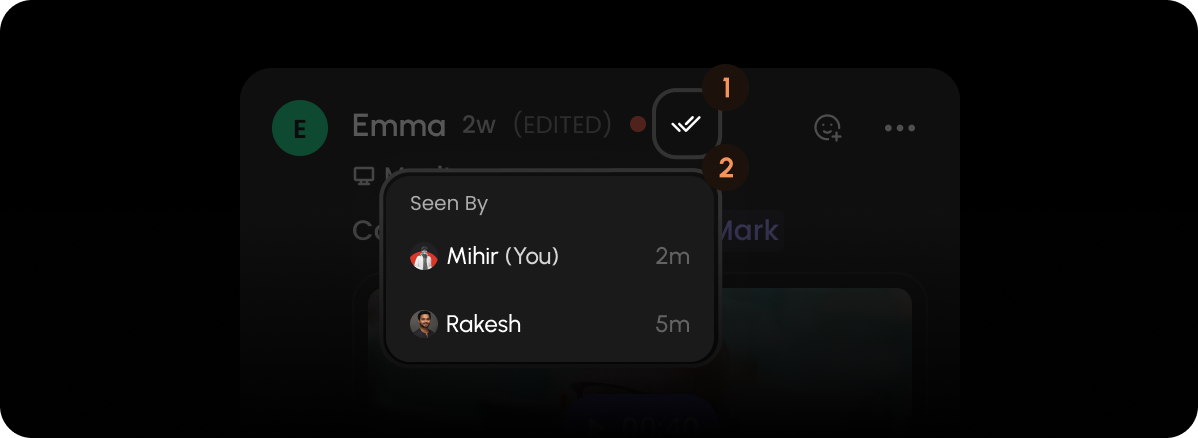 1
E Emma 2w (EDITED)
2
Seen By
Mark
Mihir (You) 2m
Rakesh 5m